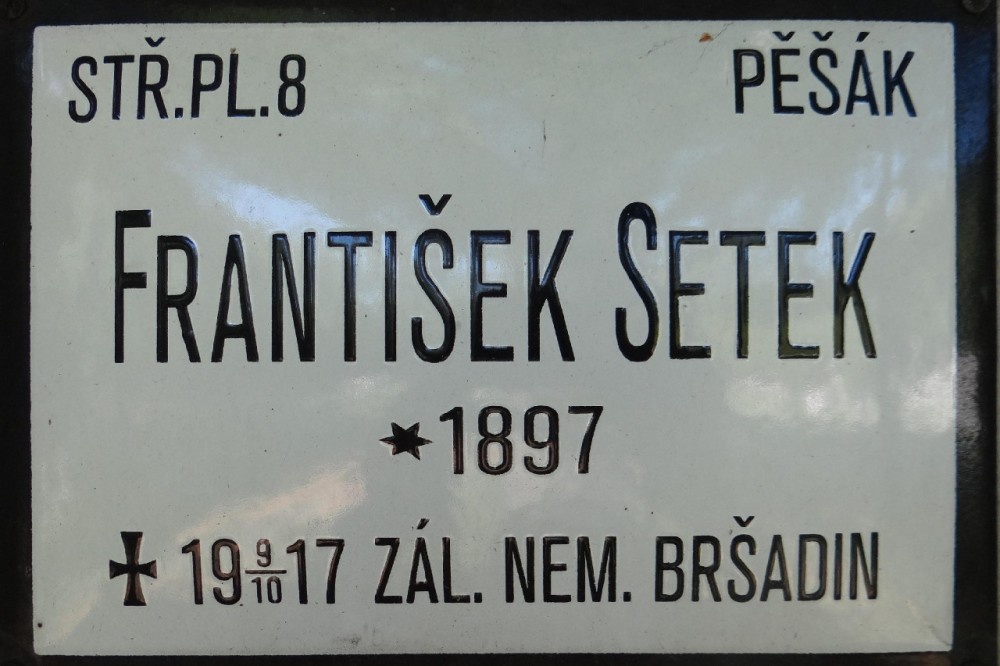 STŘ.PL.8 PĚŠÁK
FRANTIŠEK SETEK
✶1897
✠ 19 9/10 17 ZÁL. NEM. BRŠADIN